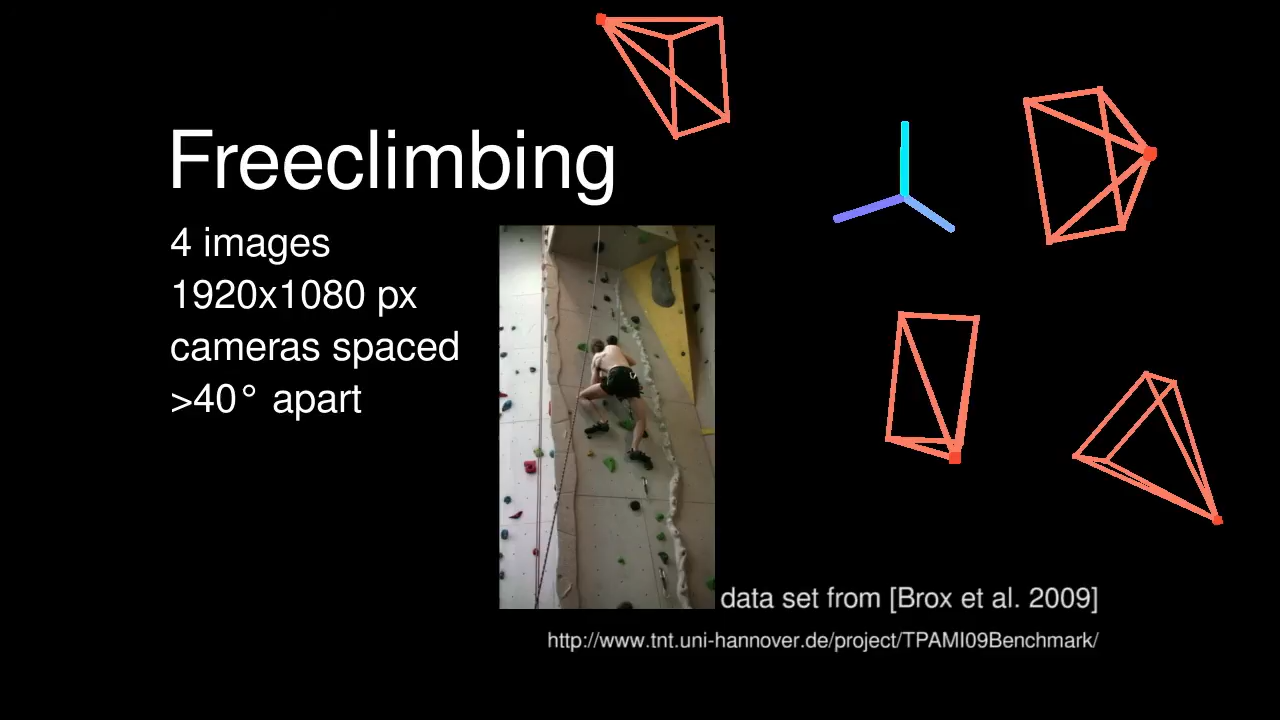 Freeclimbing
4 images
1920x1080 px
cameras spaced
>40° apart
data set from [Brox et al. 2009]
http://www.tnt.uni-hannover.de/project/TPAMI09Benchmark/